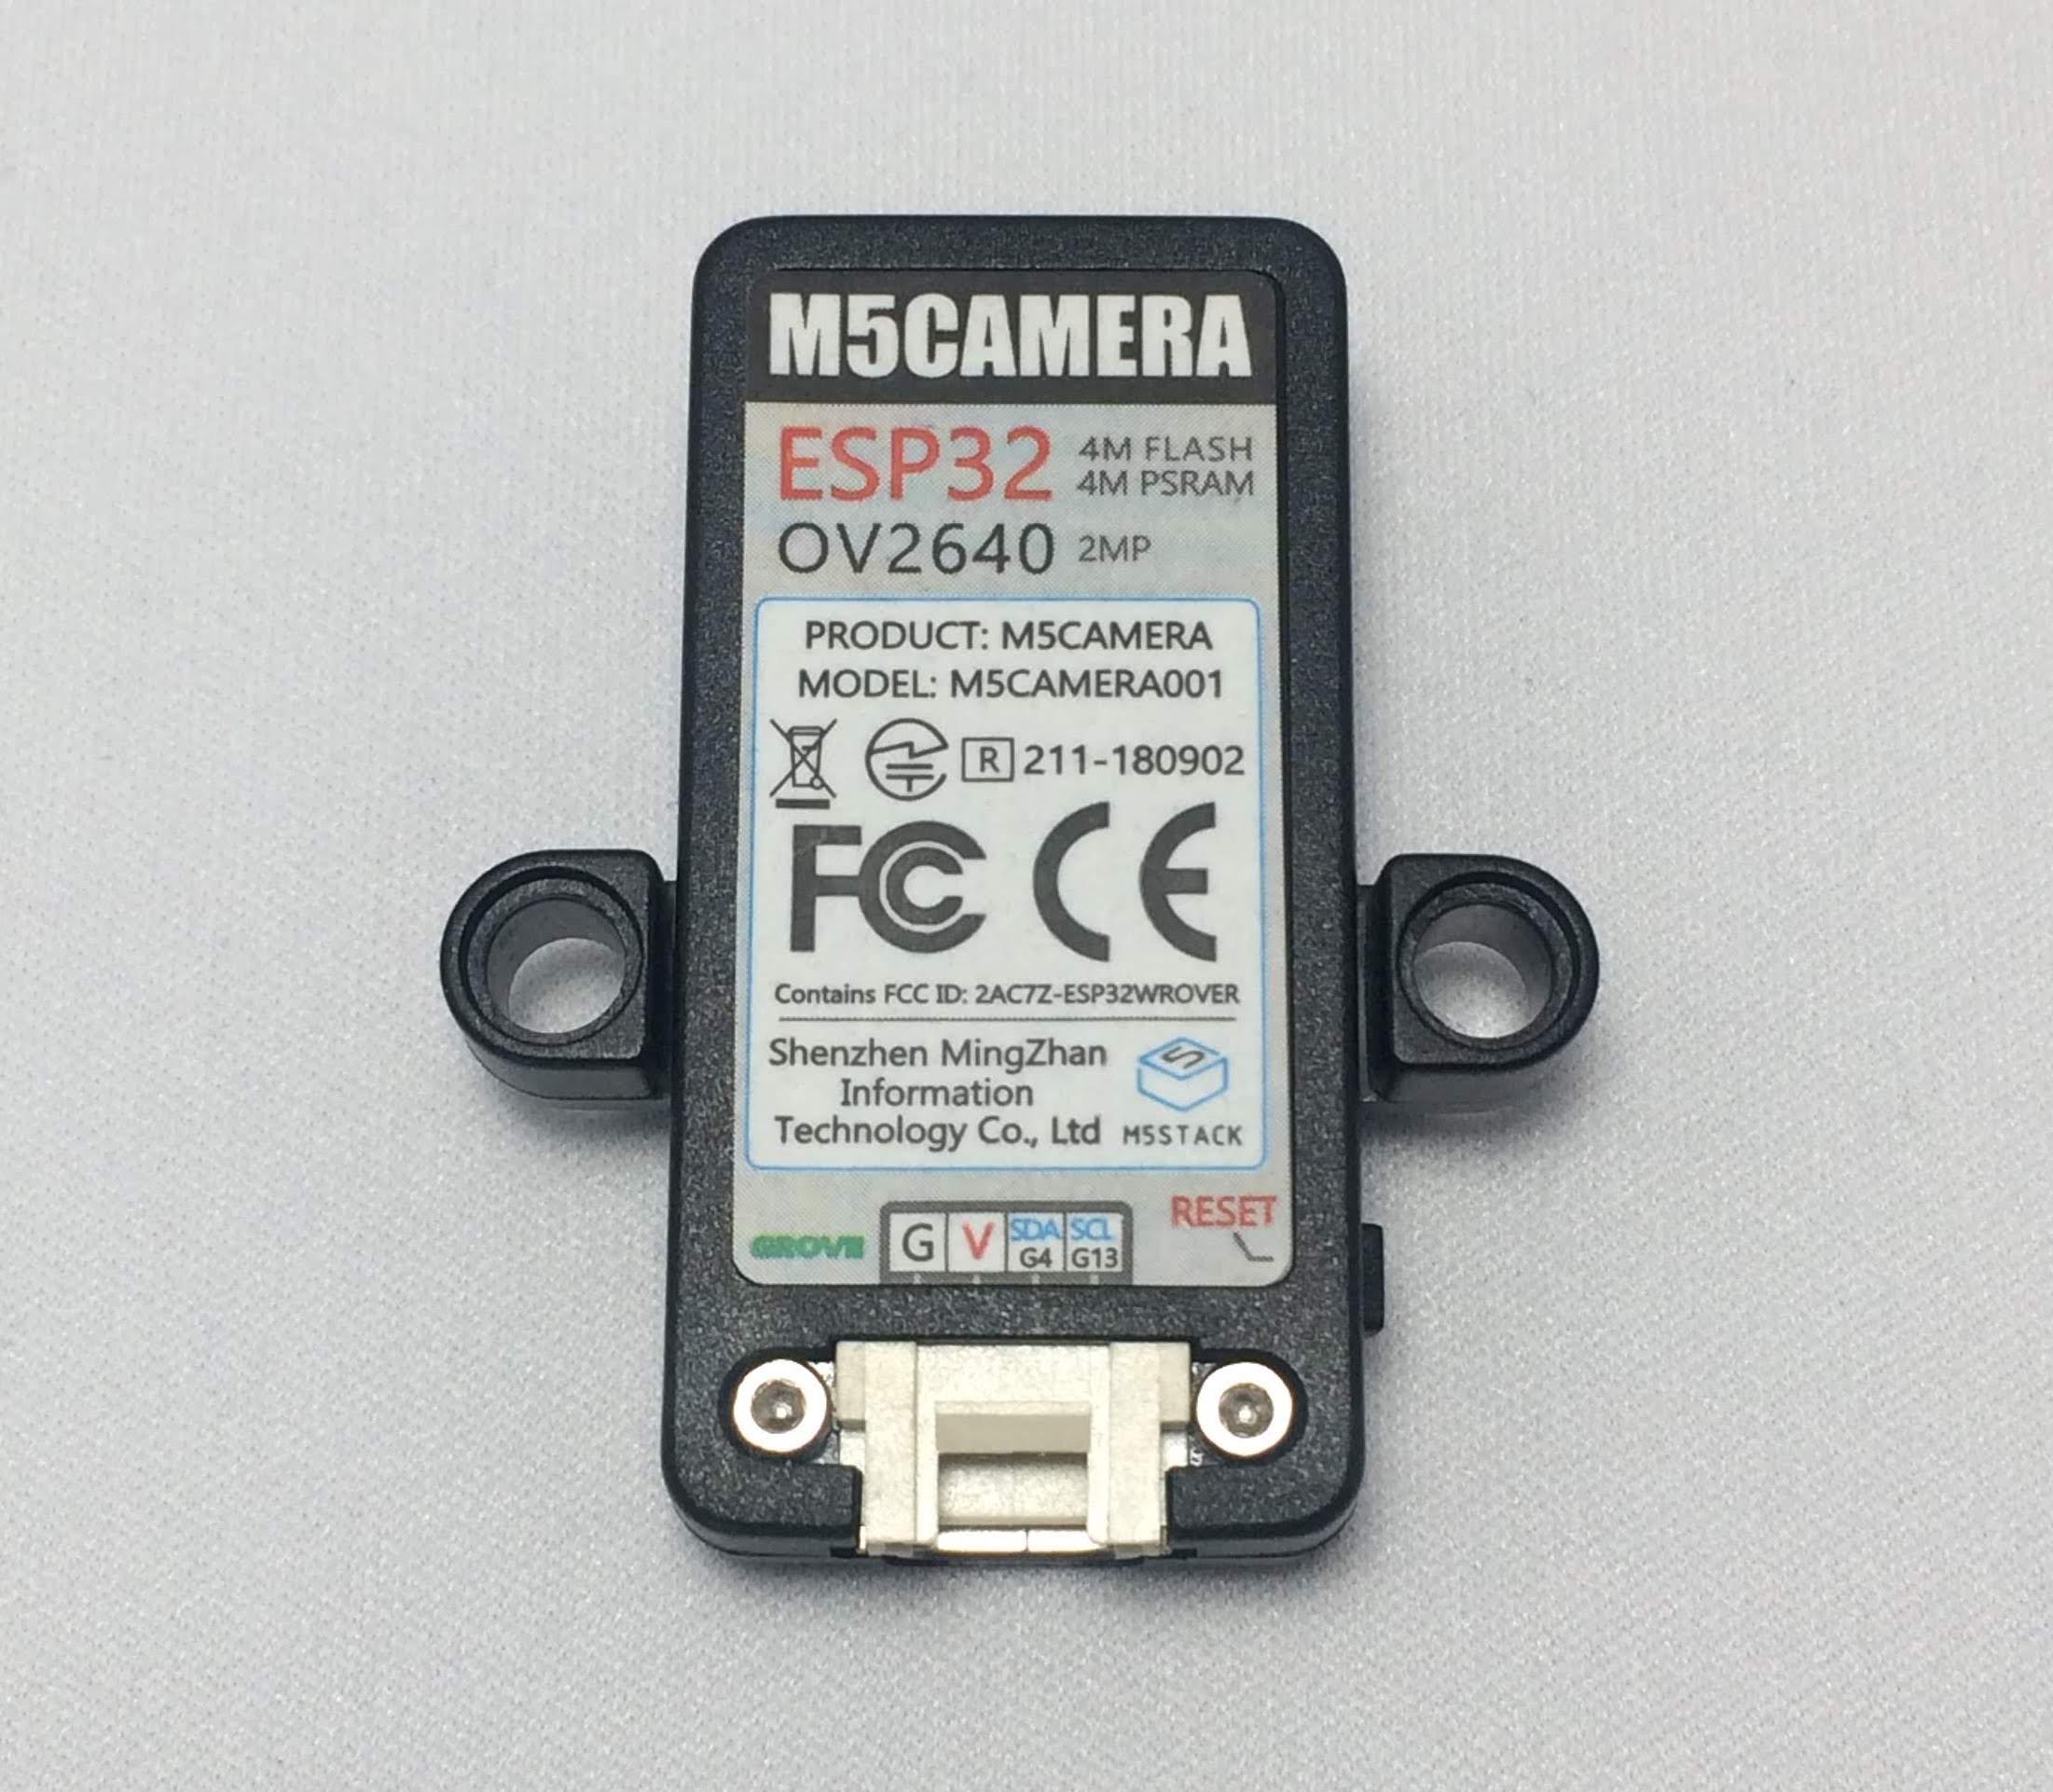 M5CAMERA
ESP32 4M FLASH
4M PSRAM
OV2640 2MP
PRODUCT: M5CAMERA
MODEL: M5CAMERA001
R 211-180902
FC CE
Contains FCC ID: 2AC7Z-ESP32WROVER
Shenzhen MingZhan
Information
Technology Co., Ltd
S
M5STACK
RESET
GROVE G V SDA SCL
G4 G13